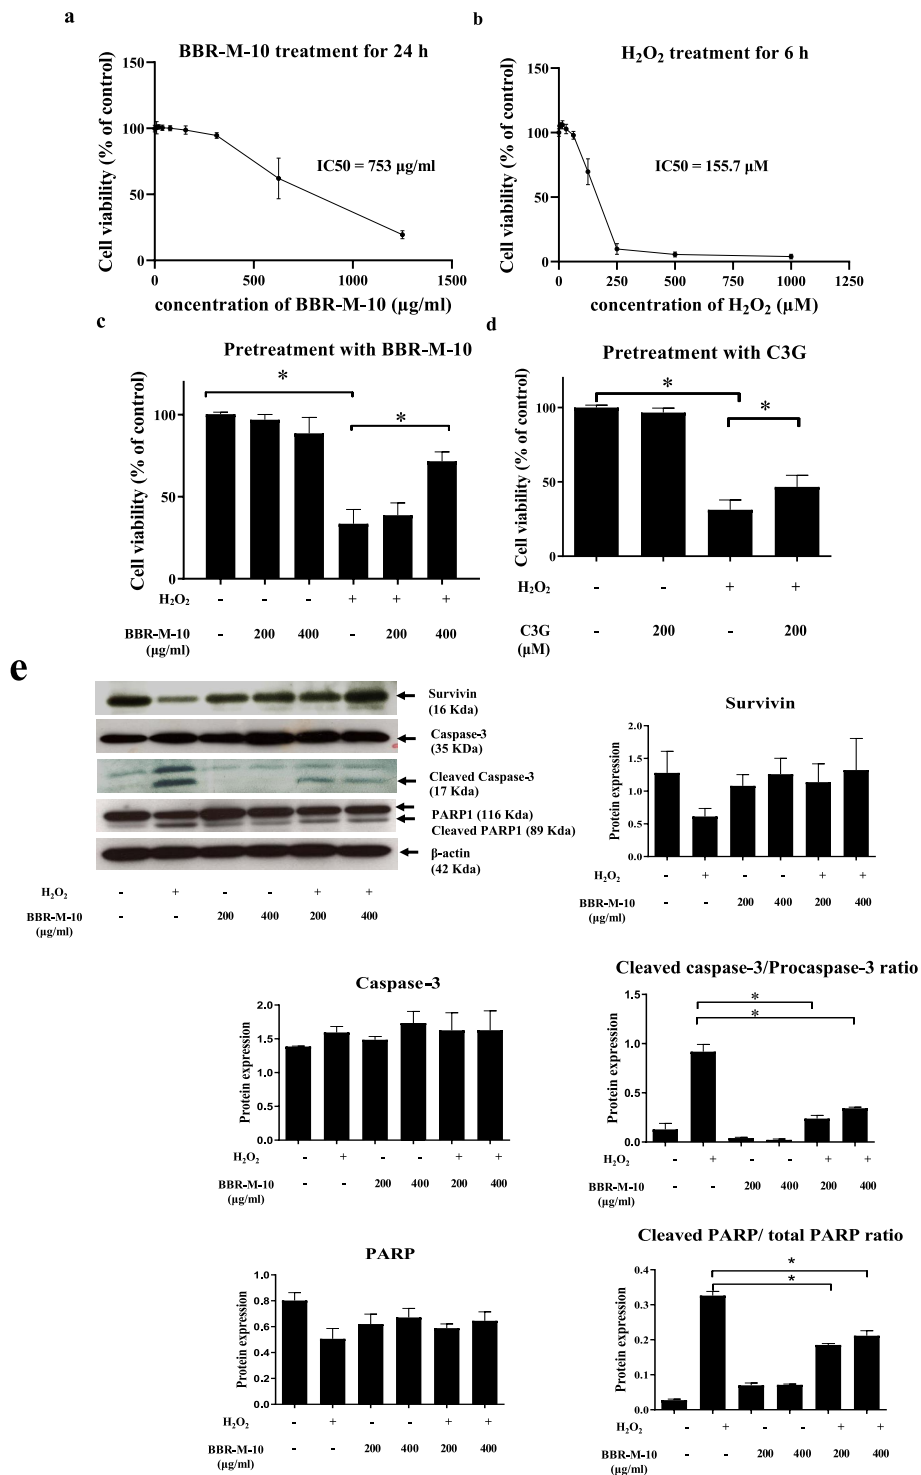 a
BBR-M-10 treatment for 24 h
Cell viability (% of control)
150
100
50
0
IC50 = 753 µg/ml
0 500 1000 1500
concentration of BBR-M-10 (µg/ml)
b
H₂O₂ treatment for 6 h
Cell viability (% of control)
150
100
50
0
IC50 = 155.7 µM
0 250 500 750 1000 1250
concentration of H₂O₂ (µM)
c
Pretreatment with BBR-M-10
Cell viability (% of control)
100
50
0
*
*
H₂O₂ - - - + + +
BBR-M-10 - 200 400 - 200 400
(µg/ml)
d
Pretreatment with C3G
Cell viability (% of control)
100
50
0
*
*
H₂O₂ - - + +
C3G - 200 - 200
(µM)
e
Survivin
(16 Kda)
Caspase-3
(35 KDa)
Cleaved Caspase-3
(17 Kda)
PARP1 (116 Kda)
Cleaved PARP1 (89 Kda)
β-actin
(42 Kda)
H₂O₂ - + - - + +
BBR-M-10 - - 200 400 200 400
(µg/ml)
Survivin
Protein expression
2.0
1.5
1.0
0.5
0.0
H₂O₂ - + - - + +
BBR-M-10 - - 200 400 200 400
(µg/ml)
Caspase-3
Protein expression
2.0
1.5
1.0
0.5
0.0
H₂O₂ - + - - + +
BBR-M-10 - - 200 400 200 400
(µg/ml)
Cleaved caspase-3/Procaspase-3 ratio
Protein expression
1.5
1.0
0.5
0.0
*
*
H₂O₂ - + - - + +
BBR-M-10 - - 200 400 200 400
(µg/ml)
PARP
Protein expression
1.0
0.8
0.6
0.4
0.2
0.0
H₂O₂ - + - - + +
BBR-M-10 - - 200 400 200 400
(µg/ml)
Cleaved PARP/ total PARP ratio
Protein expression
0.4
0.3
0.2
0.1
0.0
*
*
H₂O₂ - + - - + +
BBR-M-10 - - 200 400 200 400
(µg/ml)